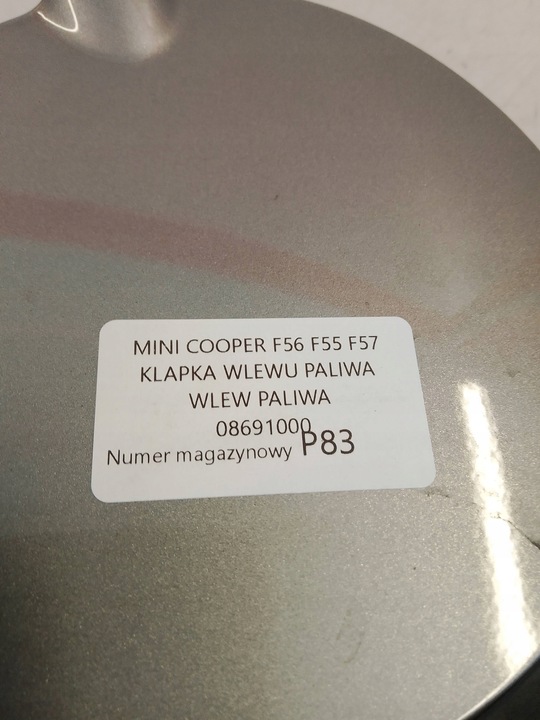 MINI COOPER F56 F55 F57
KLAPKA WLEWU PALIWA
WLEW PALIWA
08691000
Numer magazynowy P83